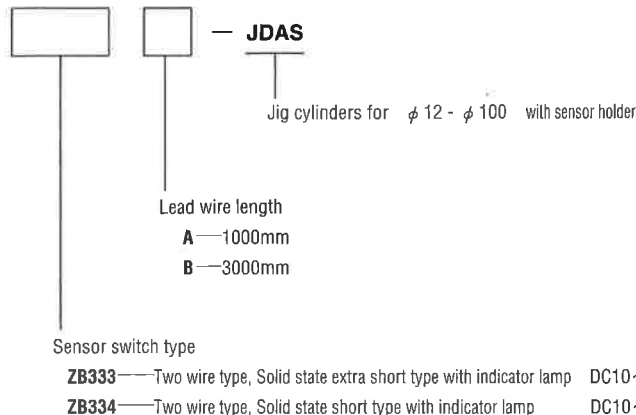 — JDAS
Jig cylinders for φ 12 - φ 100 with sensor holder
Lead wire length
A — 1000mm
B — 3000mm
Sensor switch type
ZB333 — Two wire type, Solid state extra short type with indicator lamp DC10
ZB334 — Two wire type, Solid state short type with indicator lamp DC10